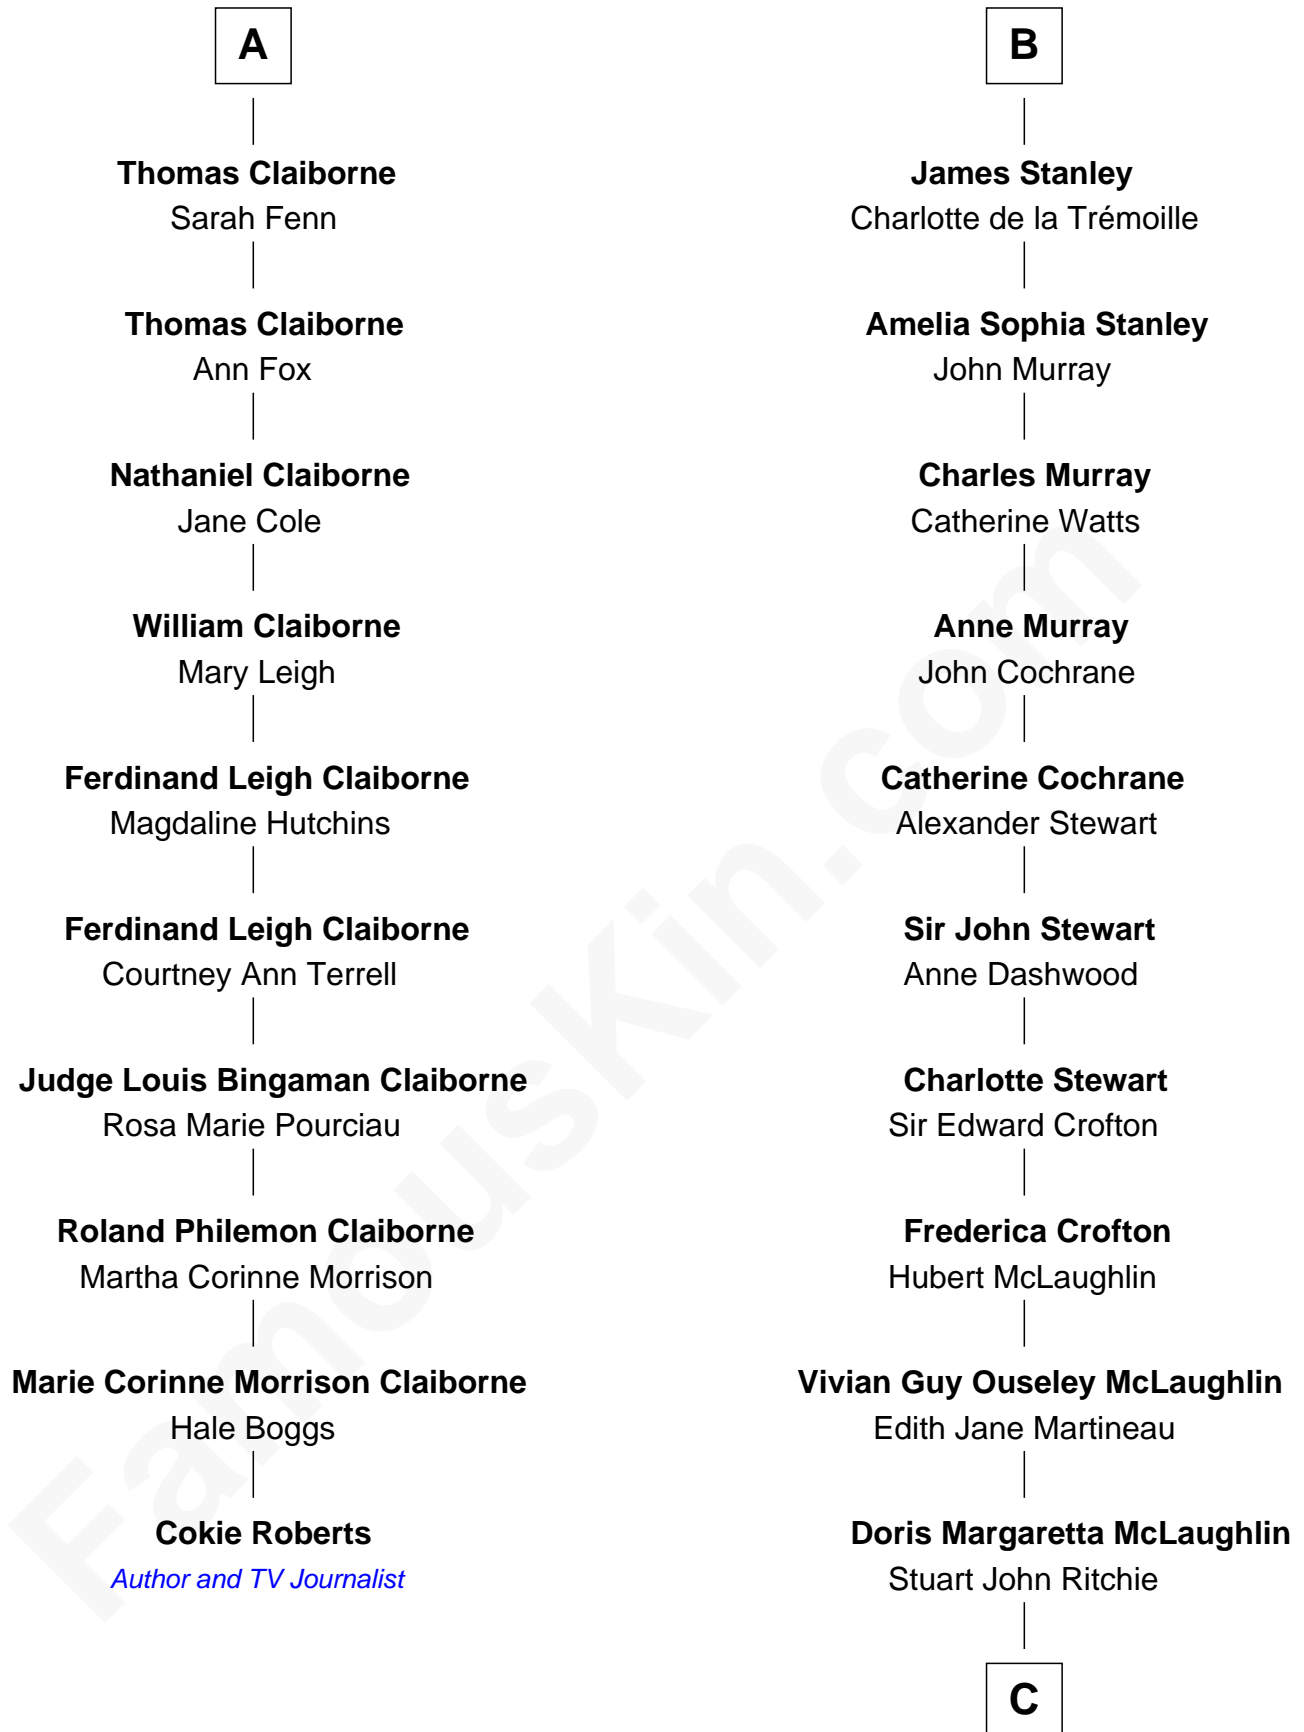 A
Thomas Claiborne
Sarah Fenn
Thomas Claiborne
Ann Fox
Nathaniel Claiborne
Jane Cole
William Claiborne
Mary Leigh
Ferdinand Leigh Claiborne
Magdaline Hutchins
Ferdinand Leigh Claiborne
Courtney Ann Terrell
Judge Louis Bingaman Claiborne
Rosa Marie Pourciau
Roland Philemon Claiborne
Martha Corinne Morrison
Marie Corinne Morrison Claiborne
Hale Boggs
Cokie Roberts
Author and TV Journalist
B
James Stanley
Charlotte de la Trémoille
Amelia Sophia Stanley
John Murray
Charles Murray
Catherine Watts
Anne Murray
John Cochrane
Catherine Cochrane
Alexander Stewart
Sir John Stewart
Anne Dashwood
Charlotte Stewart
Sir Edward Crofton
Frederica Crofton
Hubert McLaughlin
Vivian Guy Ouseley McLaughlin
Edith Jane Martineau
Doris Margaretta McLaughlin
Stuart John Ritchie
C
FamousKin.com